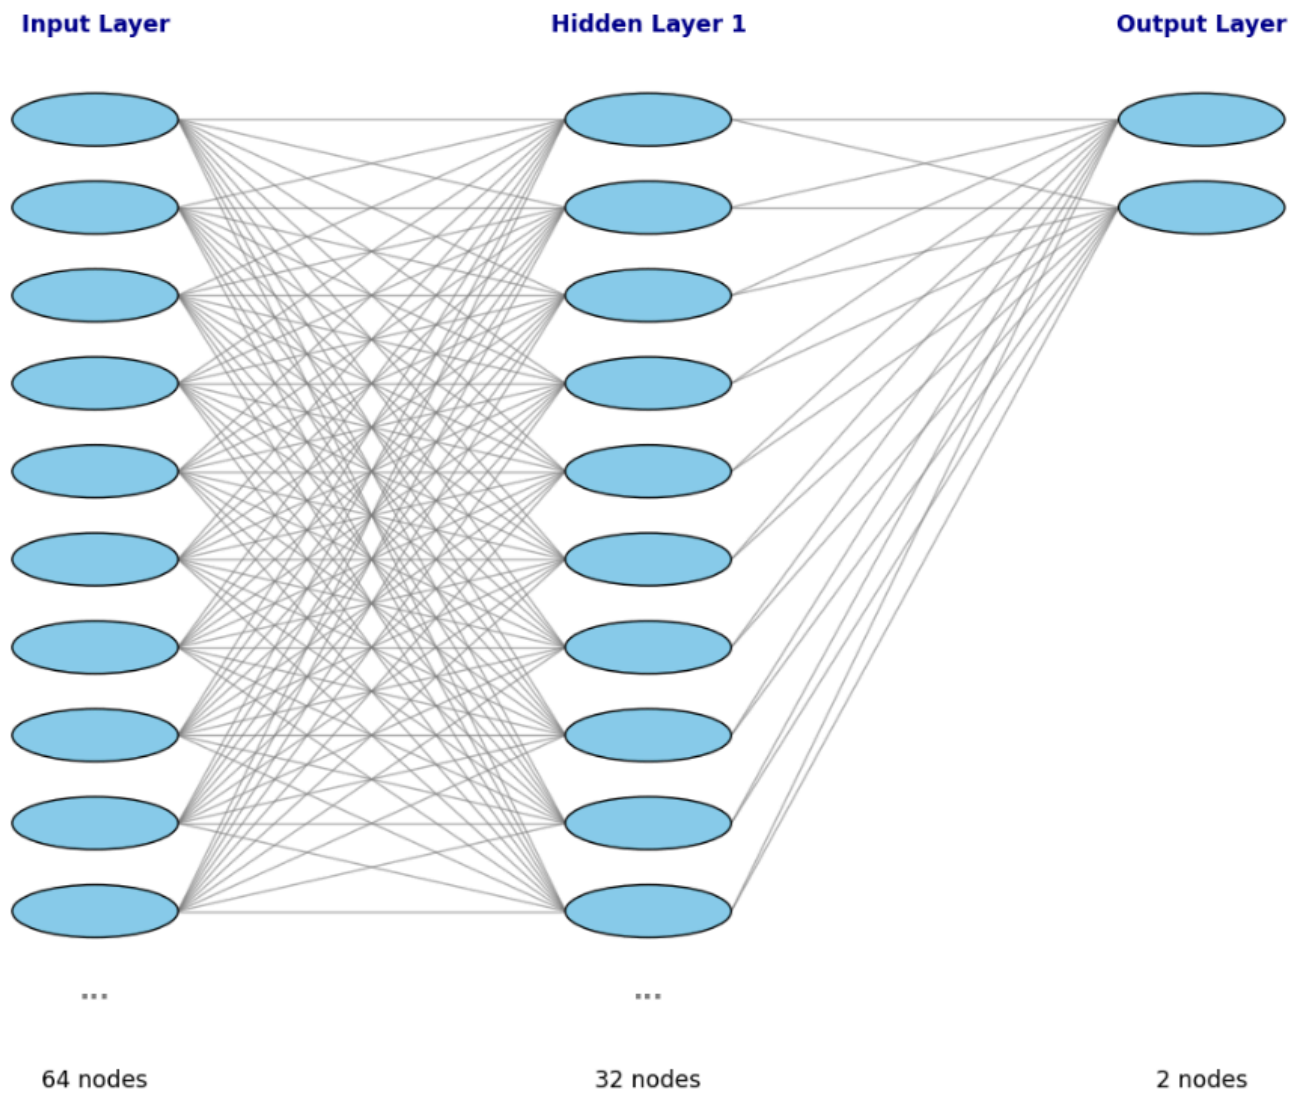 Input Layer
Hidden Layer 1
Output Layer
...
...
64 nodes
32 nodes
2 nodes